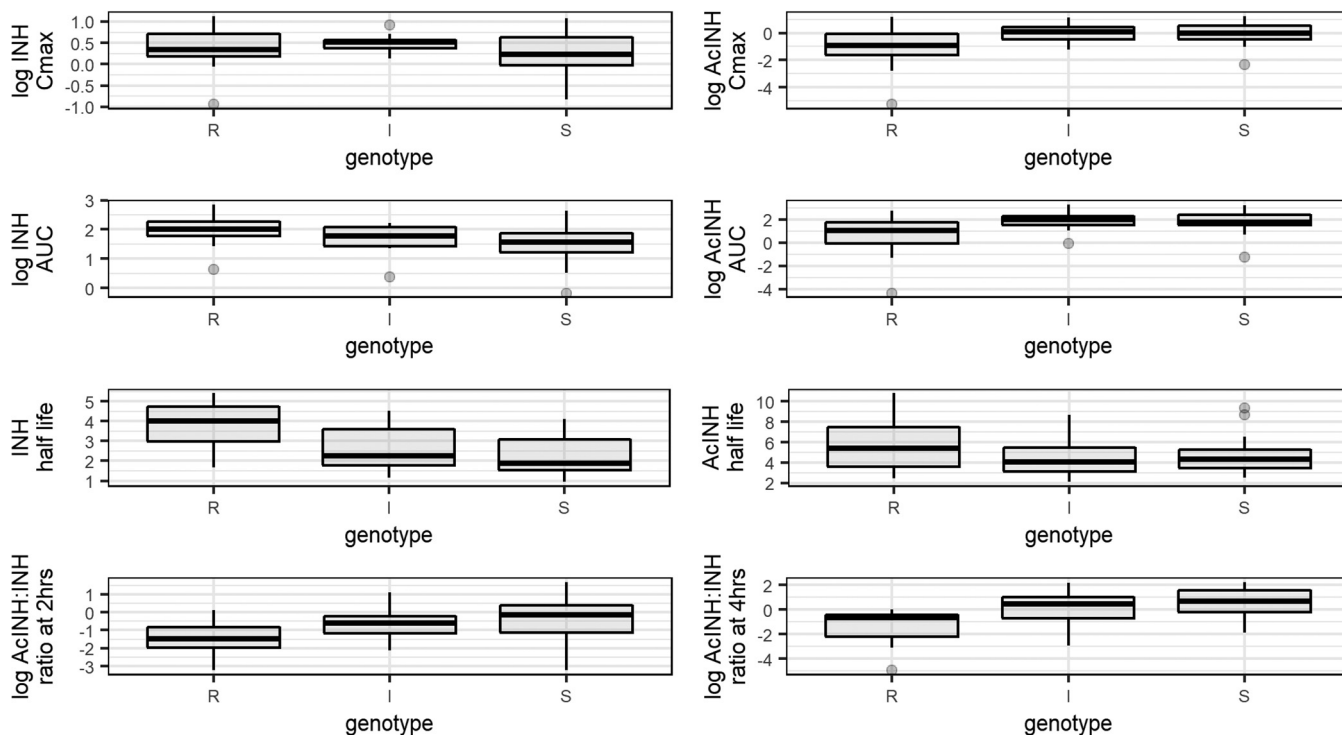 log INH
Cmax
1.0
0.5
0.0
-0.5
-1.0
R I S
genotype
log AcINH
Cmax
0
-2
-4
R I S
genotype
log INH
AUC
3
2
1
0
R I S
genotype
log AcINH
AUC
2
0
-2
-4
R I S
genotype
INH
half life
5
4
3
2
1
R I S
genotype
AcINH
half life
10
8
6
4
2
R I S
genotype
log AcINH:INH
ratio at 2hrs
1
0
-1
-2
-3
R I S
genotype
log AcINH:INH
ratio at 4hrs
2
0
-2
-4
R I S
genotype